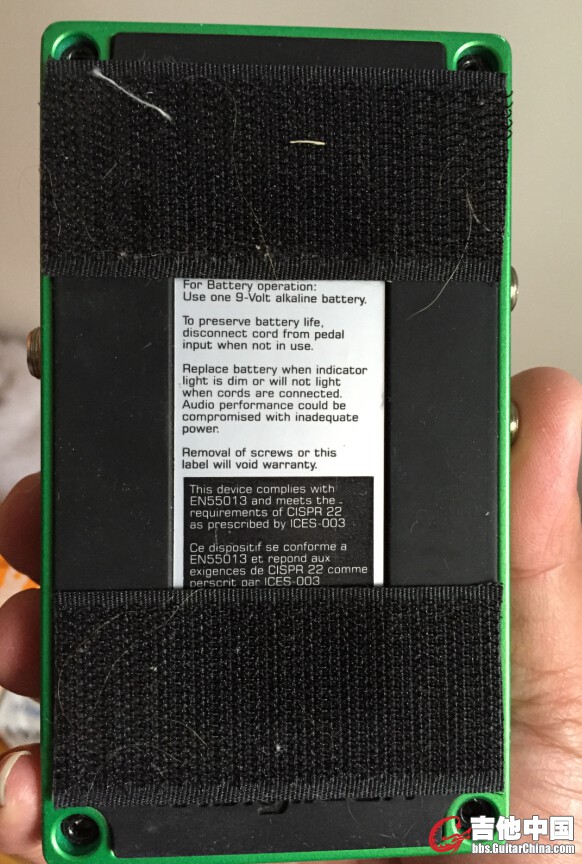 For Battery operation:
Use one 9-Volt alkaline battery.
To preserve battery life,
disconnect cord from pedal
input when not in use.
Replace battery when indicator
light is dim or will not light
when cords are connected.
Audio performance could be
compromised with inadequate
power.
Removal of screws or this
label will void warranty.
This device complies with
EN55013 and meets the
requirements of CISPR 22
as prescribed by ICES-003
Ce dispositif se conforme a
EN55013 et repond aux
exigences de CISPR 22 comme
perscrit par ICES-003
吉他中国
bbs.GuitarChina.com